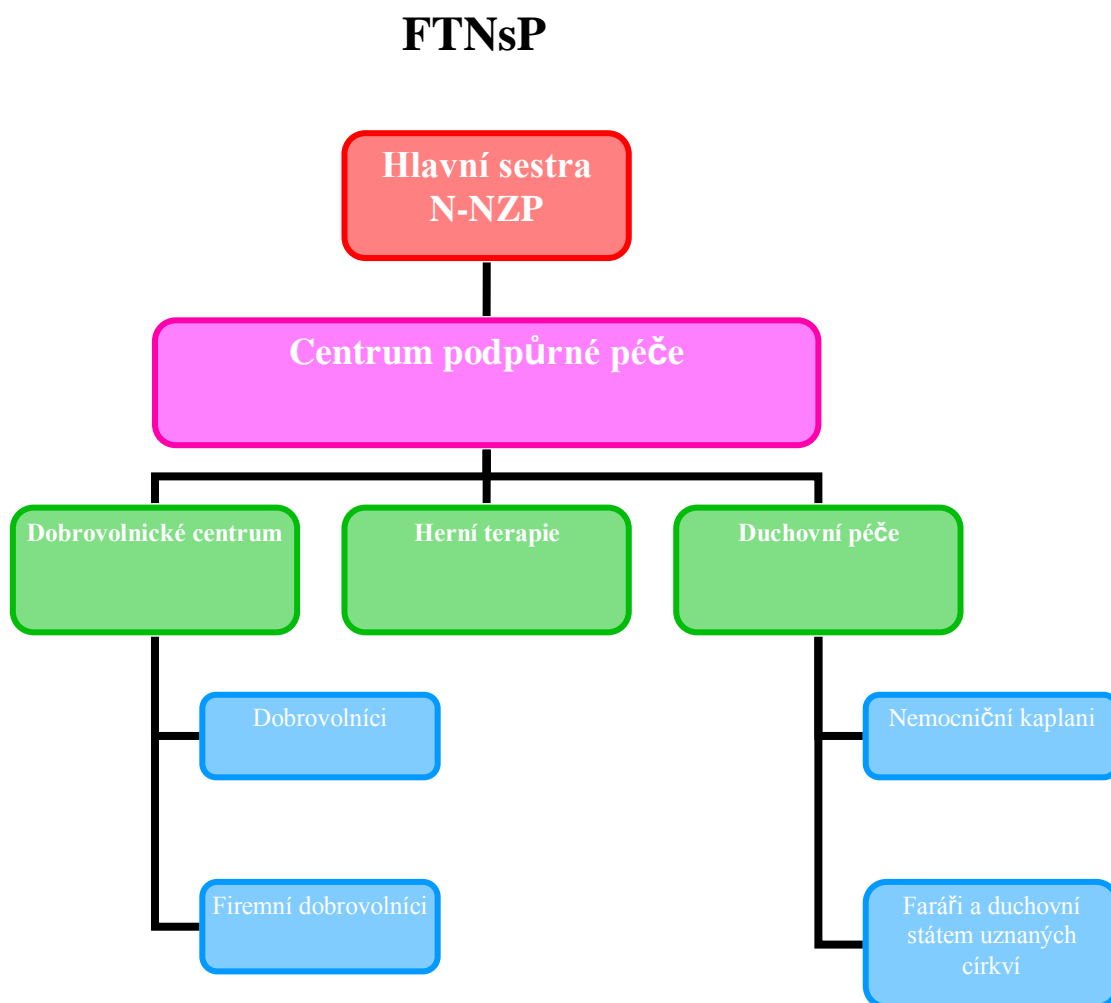 FTNsP
Hlavní sestra
N-NZP
Centrum podpůrné péče
Dobrovolnické centrum
Herní terapie
Duchovní péče
Dobrovolníci
Nemocniční kaplani
Firemní dobrovolníci
Faráři a duchovní
státem uznaných
církví